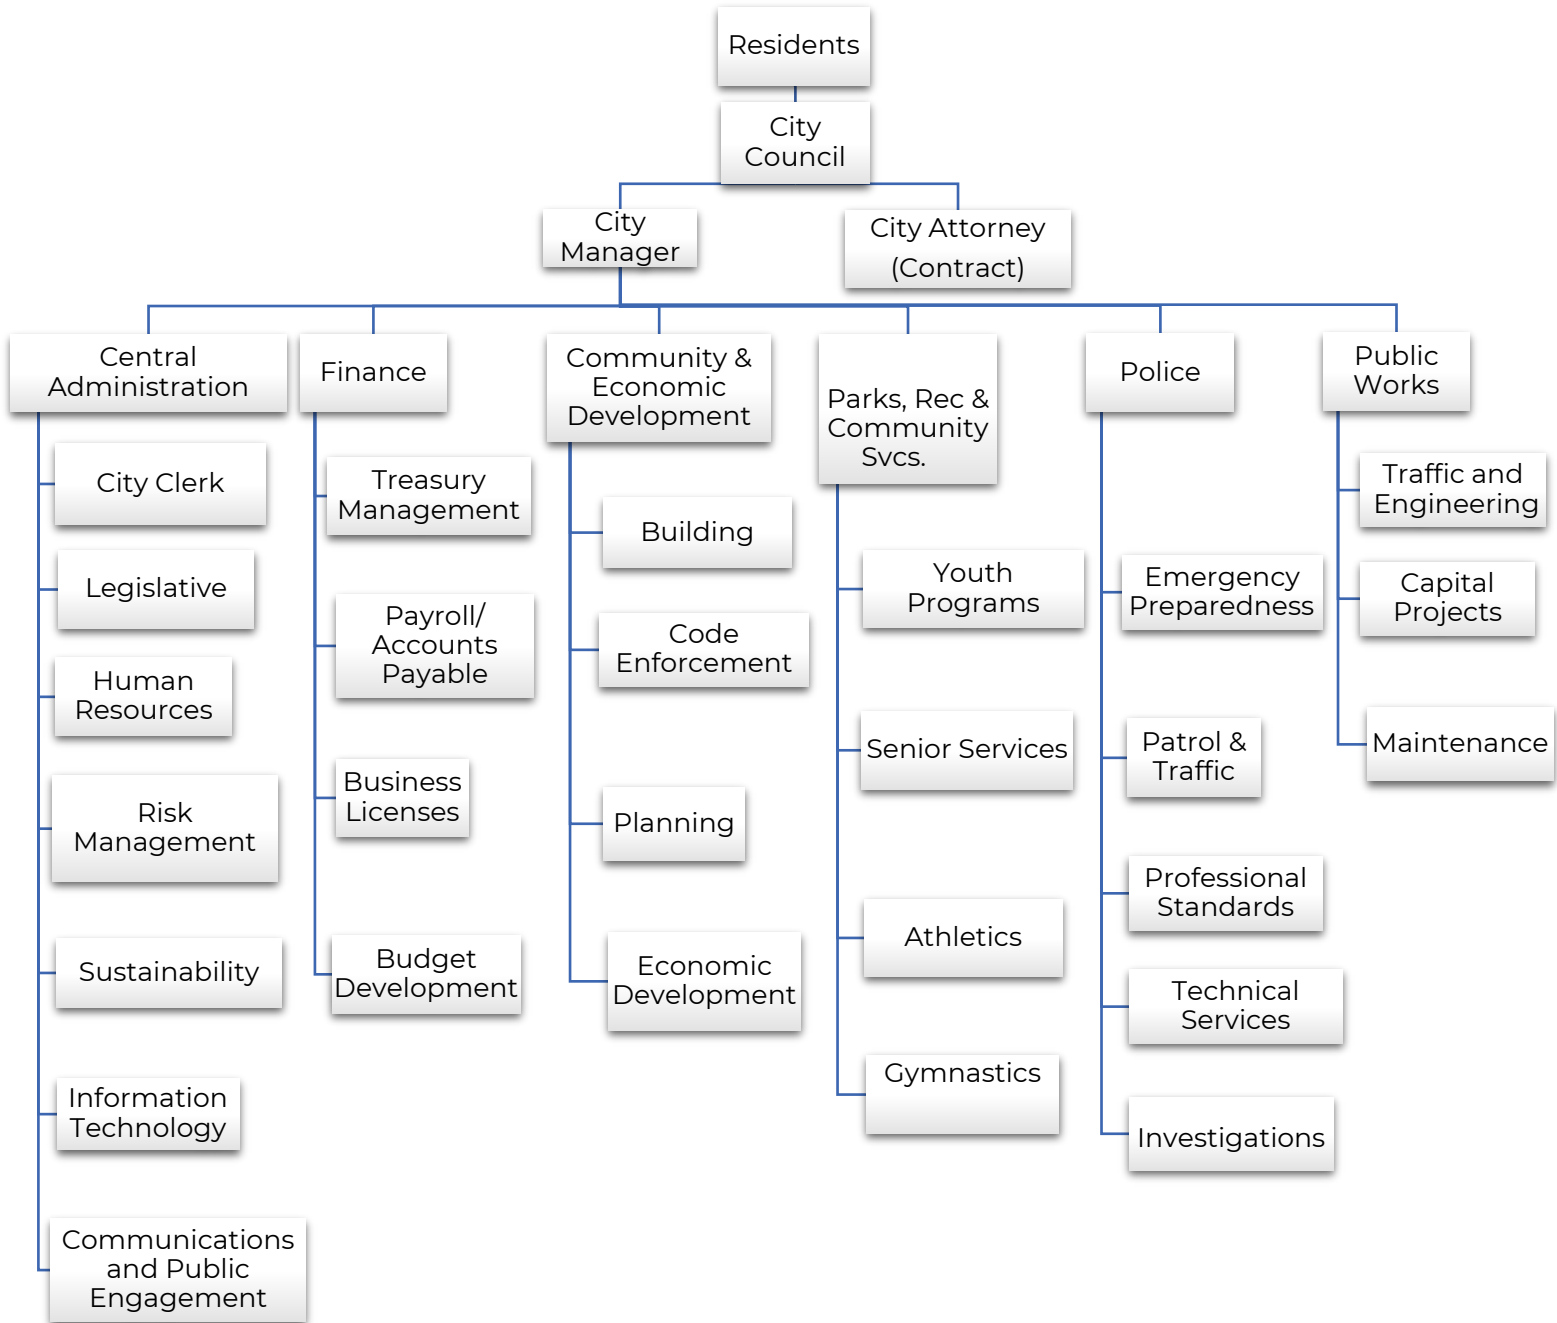 Residents
City
Council
City
Manager
City Attorney
(Contract)
Central
Administration
City Clerk
Legislative
Human
Resources
Risk
Management
Sustainability
Information
Technology
Communications
and Public
Engagement
Finance
Treasury
Management
Payroll/
Accounts
Payable
Business
Licenses
Budget
Development
Community &
Economic
Development
Building
Code
Enforcement
Planning
Economic
Development
Parks, Rec &
Community
Svcs.
Youth
Programs
Senior Services
Athletics
Gymnastics
Police
Emergency
Preparedness
Patrol &
Traffic
Professional
Standards
Technical
Services
Investigations
Public
Works
Traffic and
Engineering
Capital
Projects
Maintenance